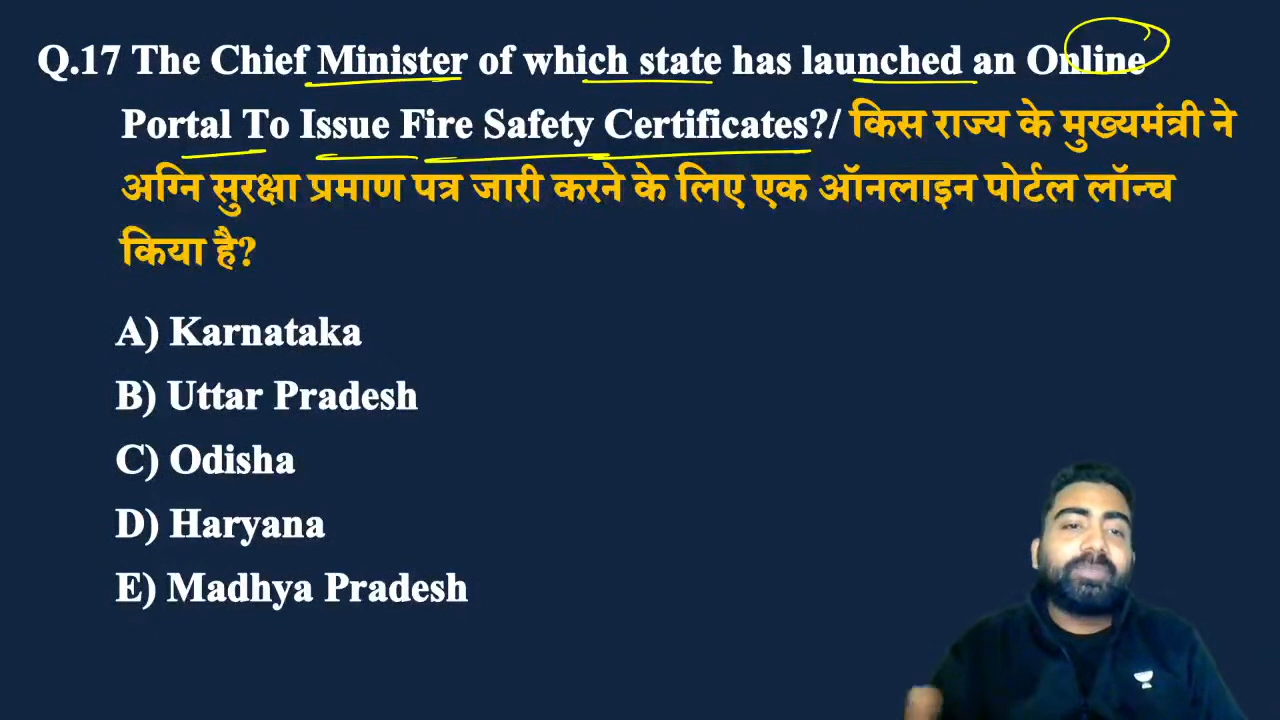 Q.17 The Chief Minister of which state has launched an Online
Portal To Issue Fire Safety Certificates?/ किस राज्य के मुख्यमंत्री ने
अग्नि सुरक्षा प्रमाण पत्र जारी करने के लिए एक ऑनलाइन पोर्टल लॉन्च
किया है?
A) Karnataka
B) Uttar Pradesh
C) Odisha
D) Haryana
E) Madhya Pradesh